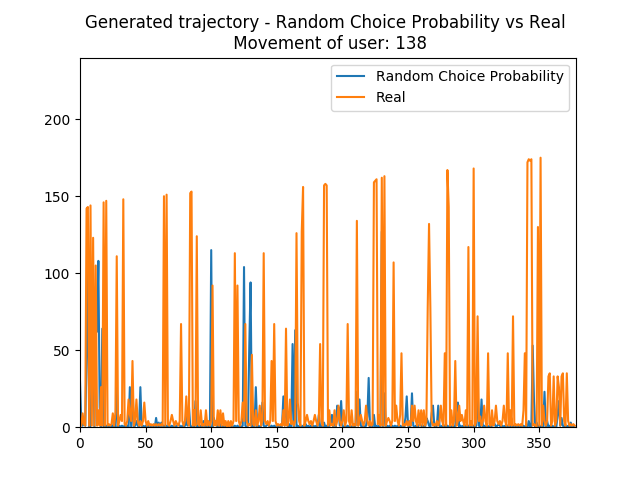 Generated trajectory - Random Choice Probability vs Real
Movement of user: 138
Random Choice Probability
Real
200
150
100
50
0
0 50 100 150 200 250 300 350